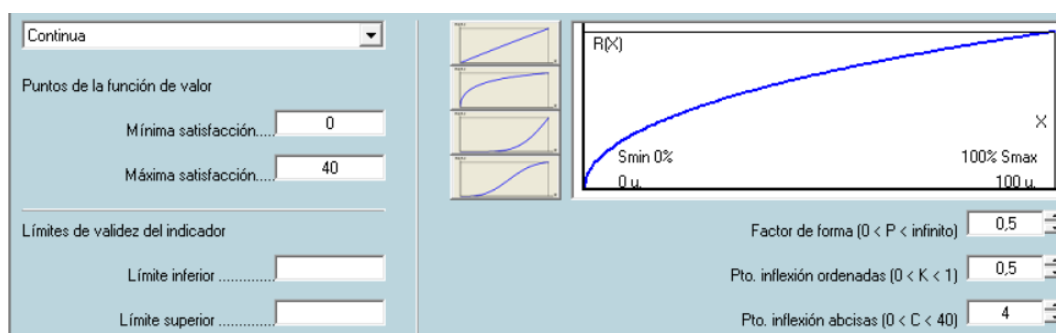 Continua
Puntos de la función de valor
Mínima satisfacción.... 0
Máxima satisfacción.... 40
Límites de validez del indicador
Límite inferior .............
Límite superior .............
R(X)
X
Smin 0% 100% Smax
0 u. 100 u.
Factor de forma (0 < P < infinito) 0,5
Pto. inflexión ordenadas (0 < K < 1) 0,5
Pto. inflexión abcisas (0 < C < 40) 4